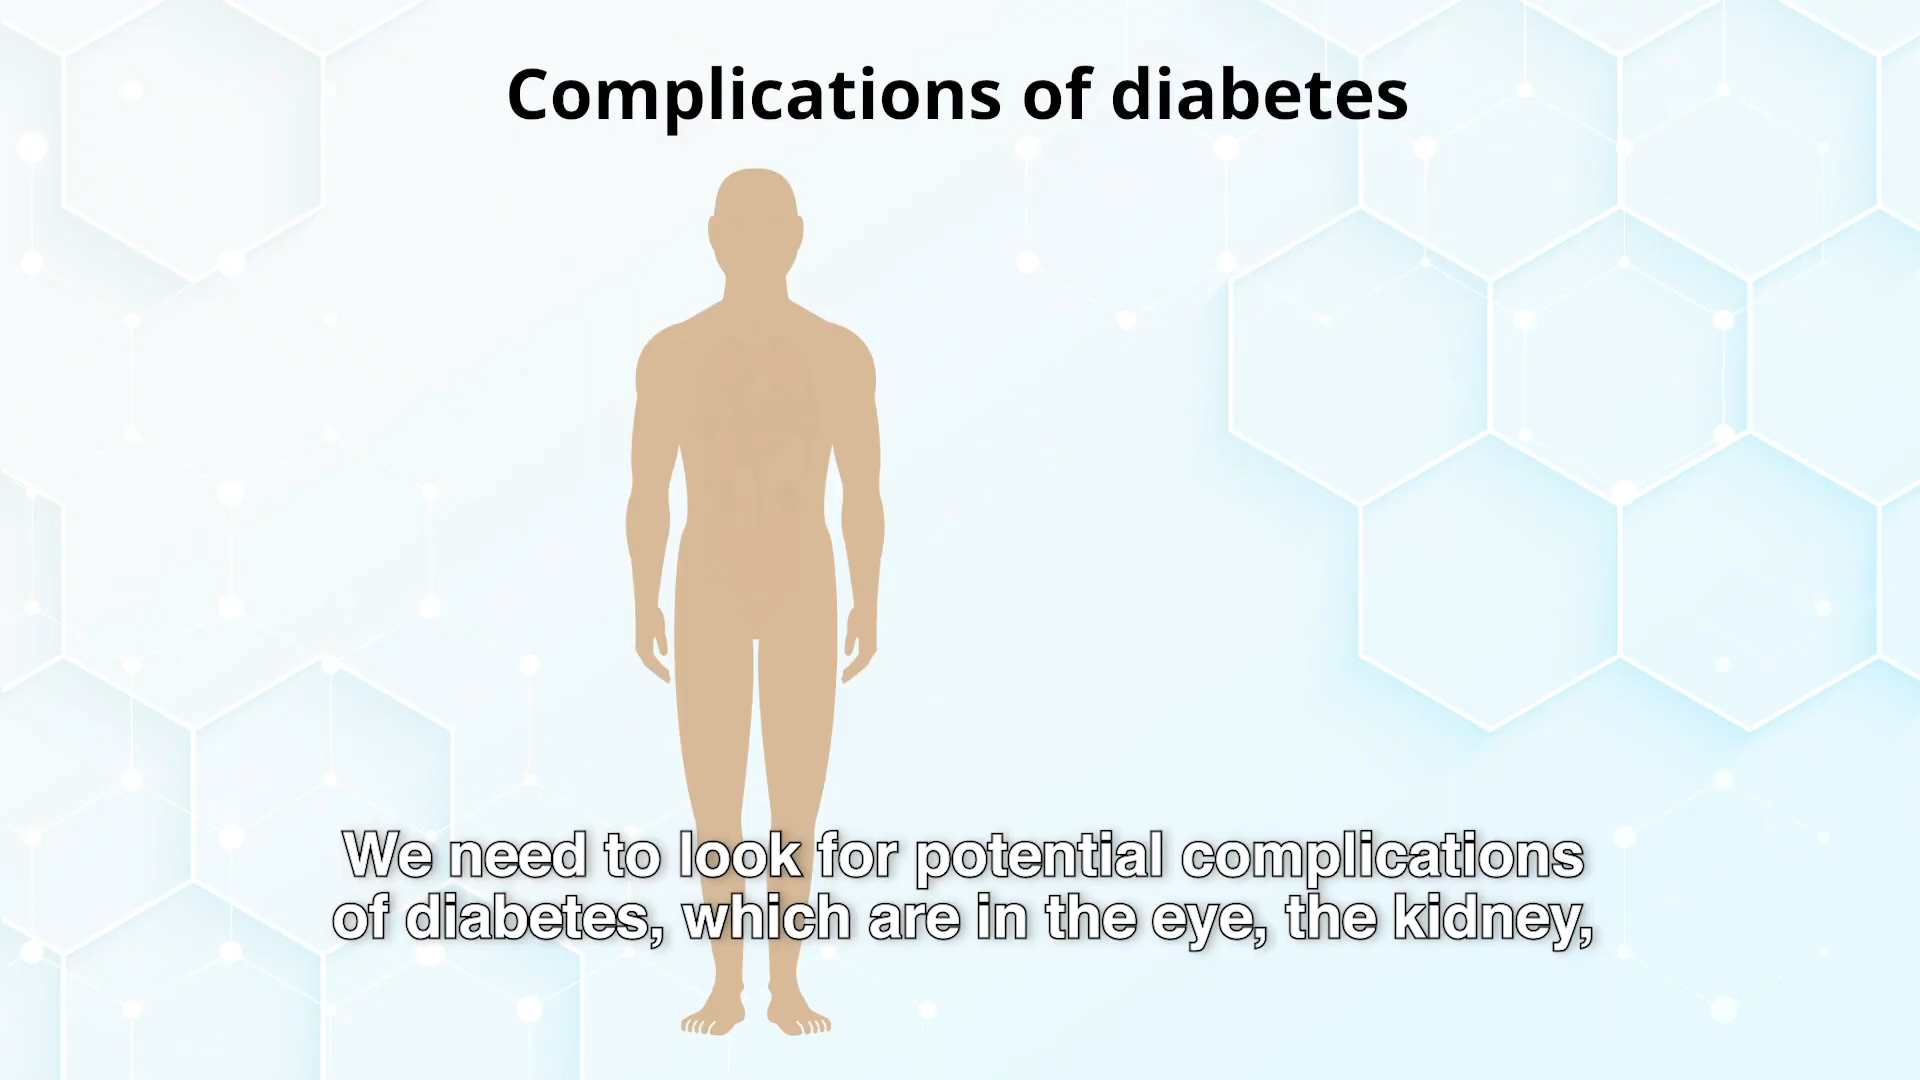 Complications of diabetes
We need to look for potential complications
of diabetes, which are in the eye, the kidney,